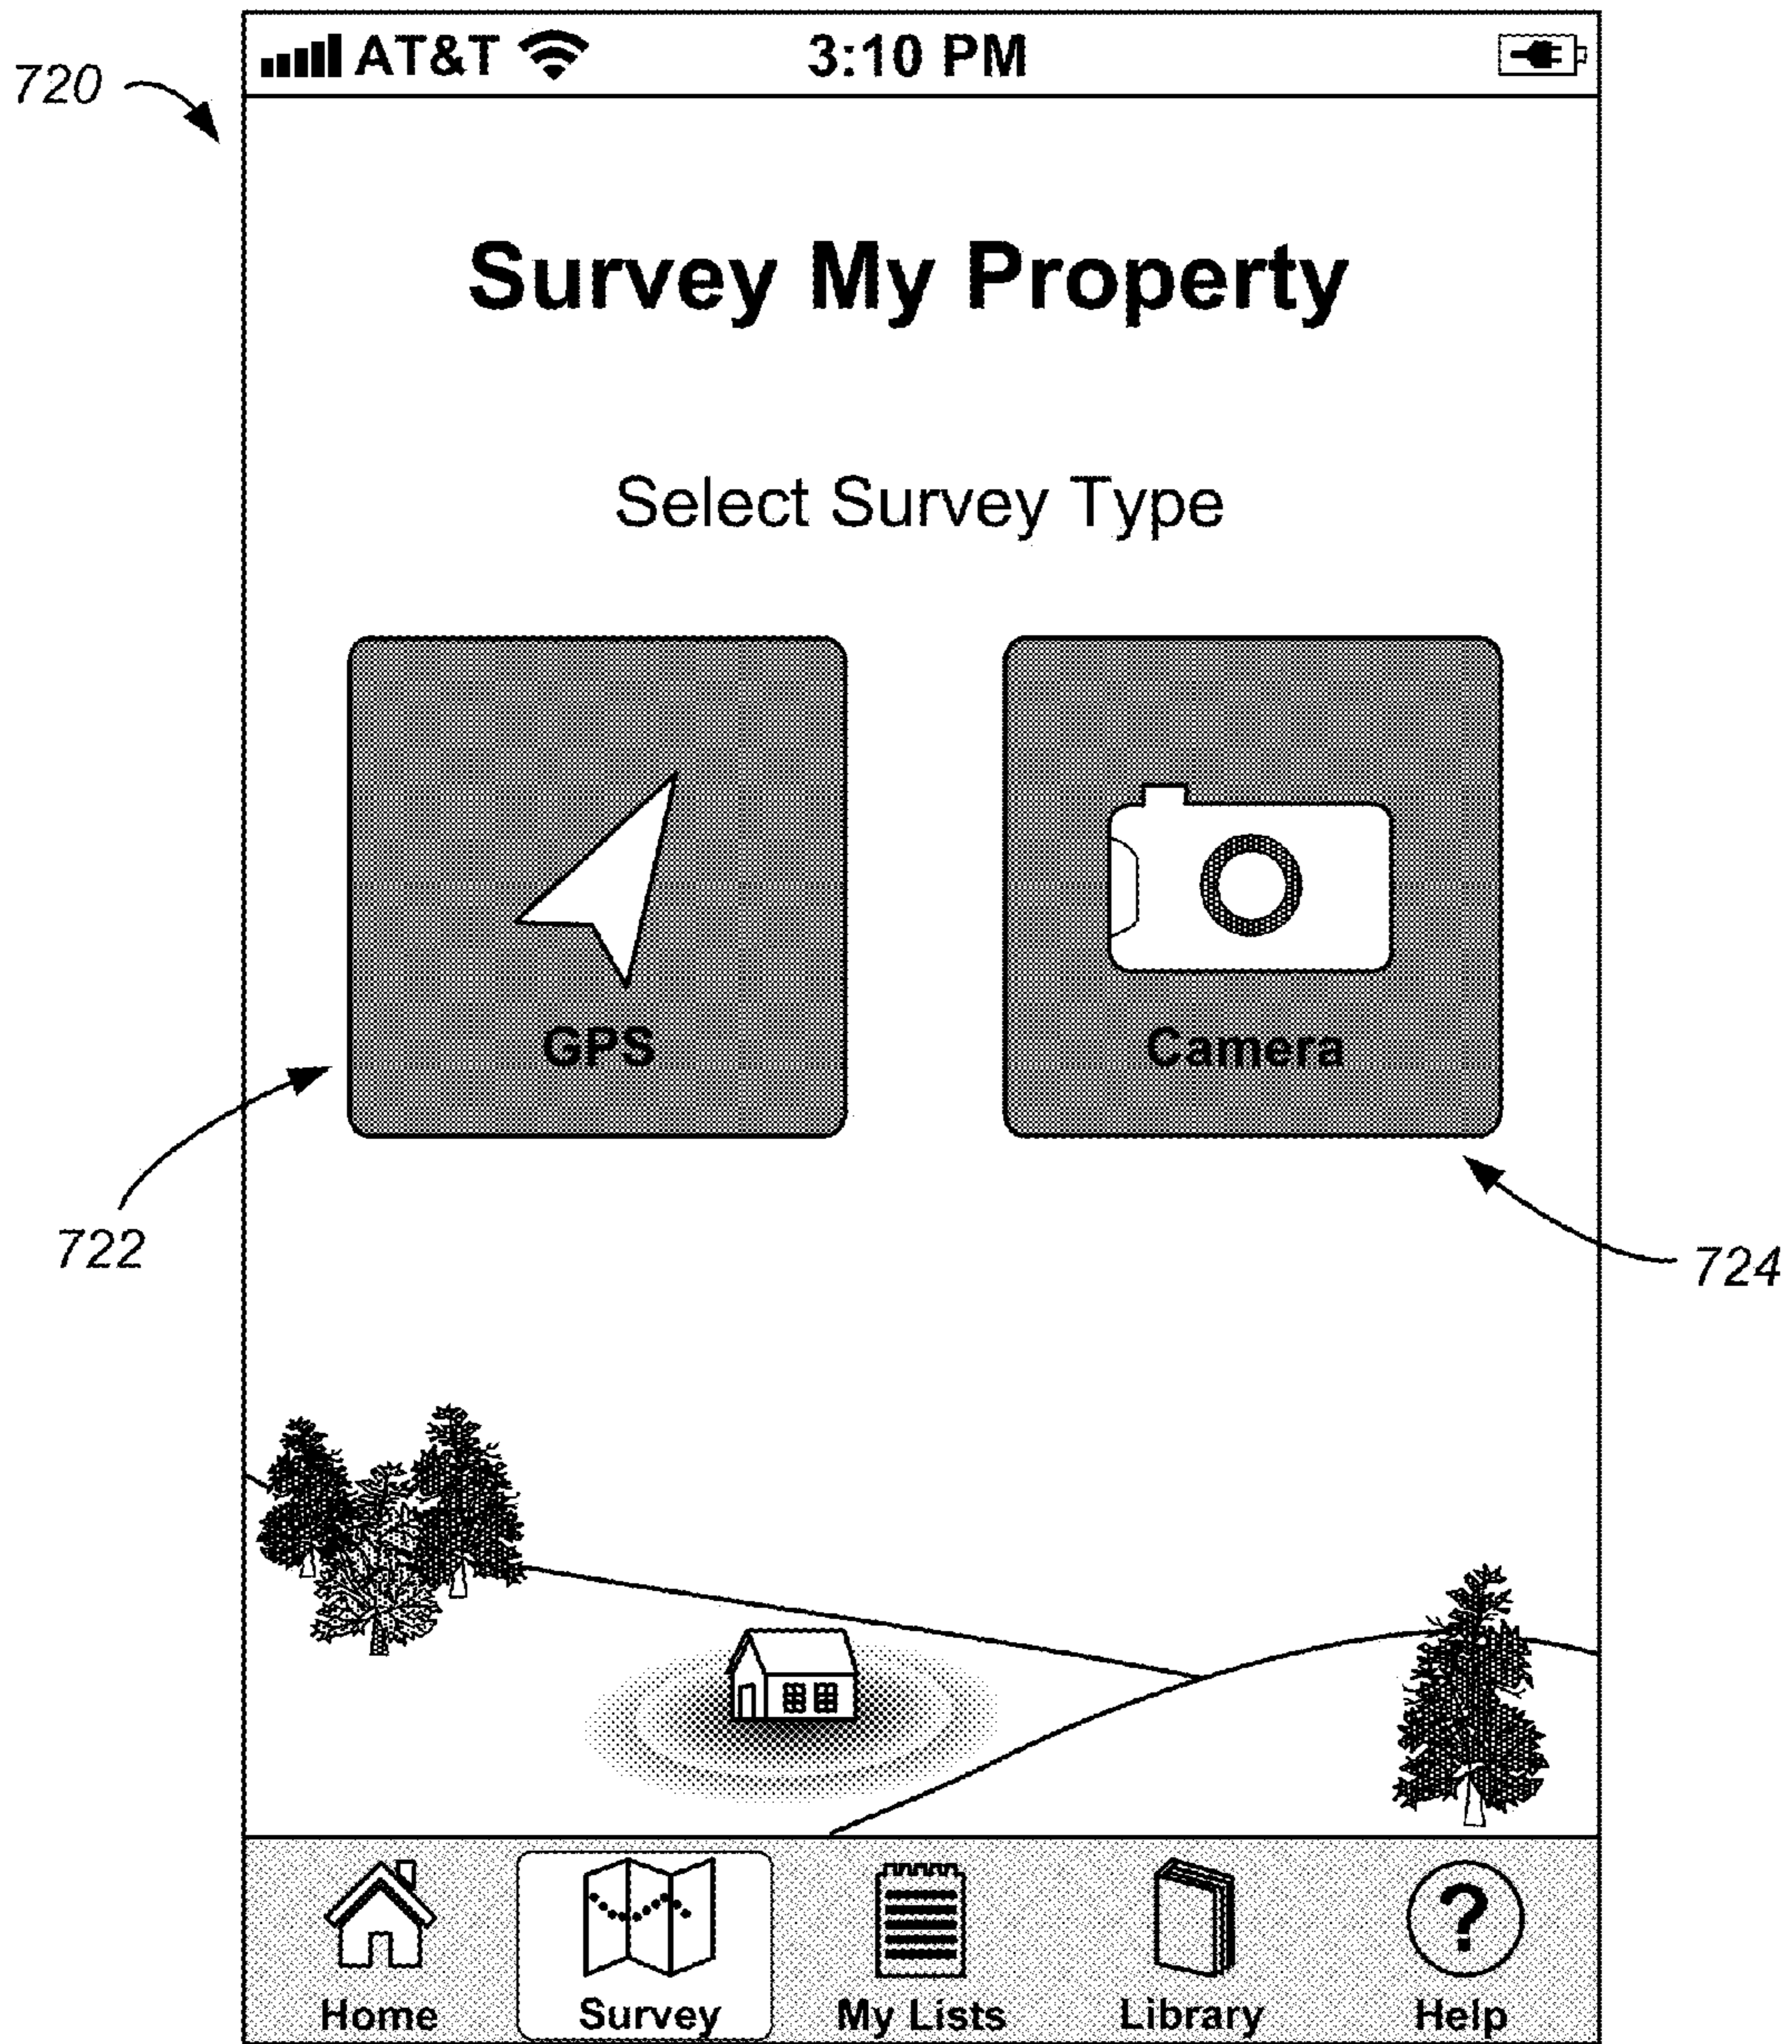 AT&T 3:10 PM
720
Survey My Property
Select Survey Type
GPS Camera
722
724
Home Survey My Lists Library Help